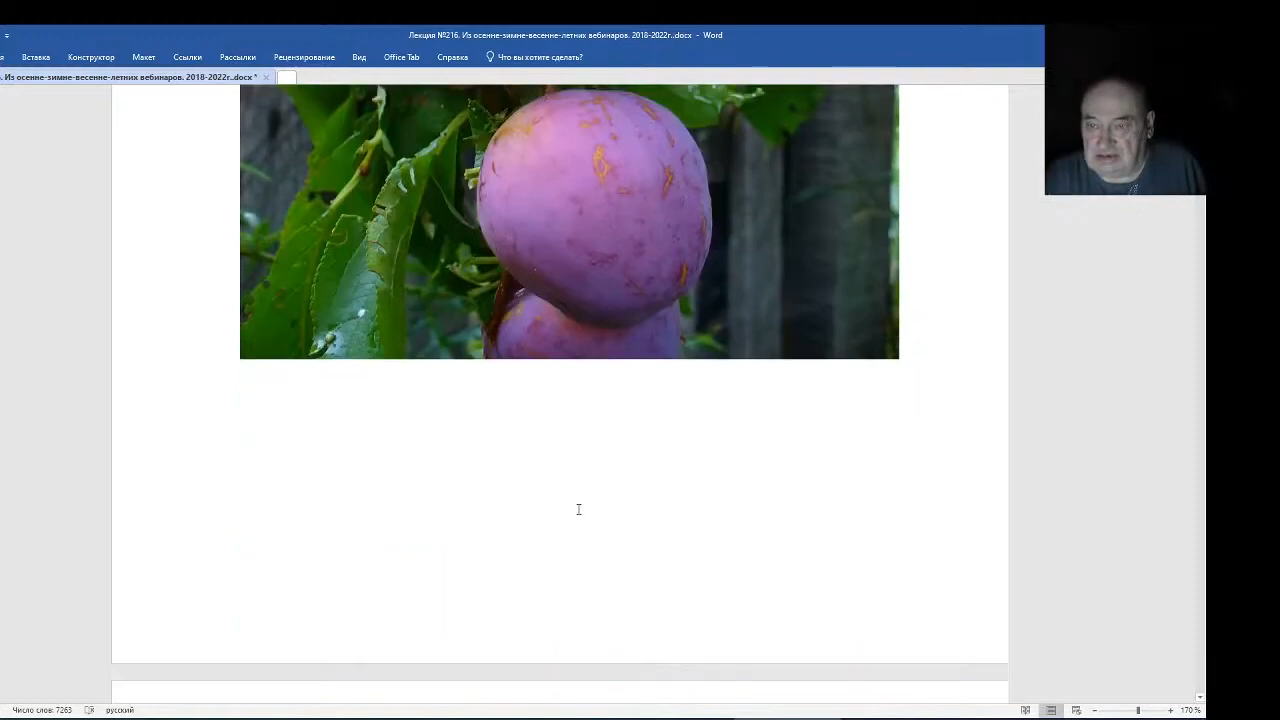 Лекция №216. Из осенне-зимне-весенне-летних вебинаров. 2018-2022г..docx - Word
я Вставка Конструктор Макет Ссылки Рассылки Рецензирование Вид Office Tab Справка Что вы хотите сделать?
. Из осенне-зимне-весенне-летних вебинаров. 2018-2022г..docx *
Число слов: 7263 русский 170 %